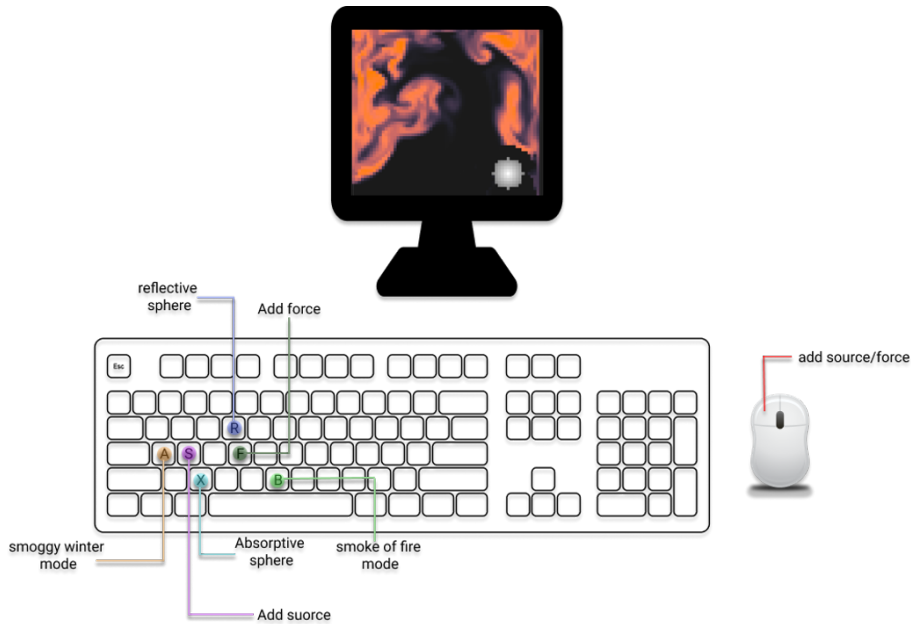 reflective
sphere
Add force
Esc
add source/force
R
A
S
F
X
B
smoggy winter
mode
Absorptive
sphere
smoke of fire
mode
Add suorce